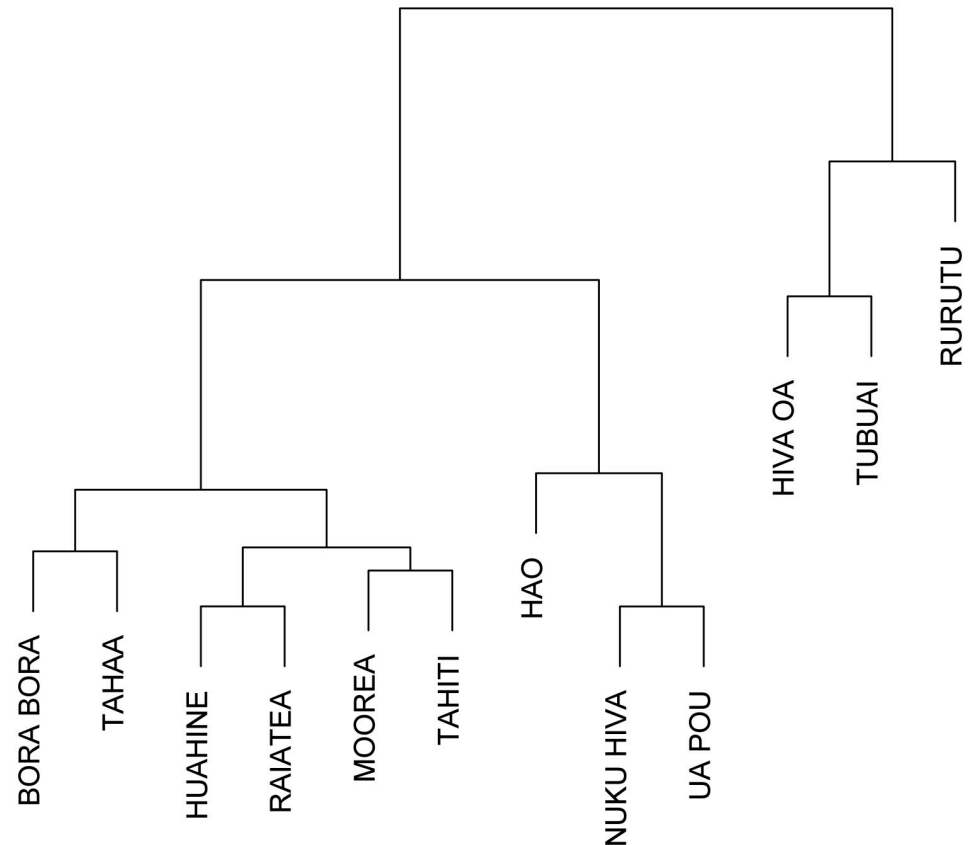 BORA BORA
TAHAA
HUAHINE
RAIATEA
MOOREA
TAHITI
HAO
NUKU HIVA
UA POU
HIVA OA
TUBUAI
RURUTU